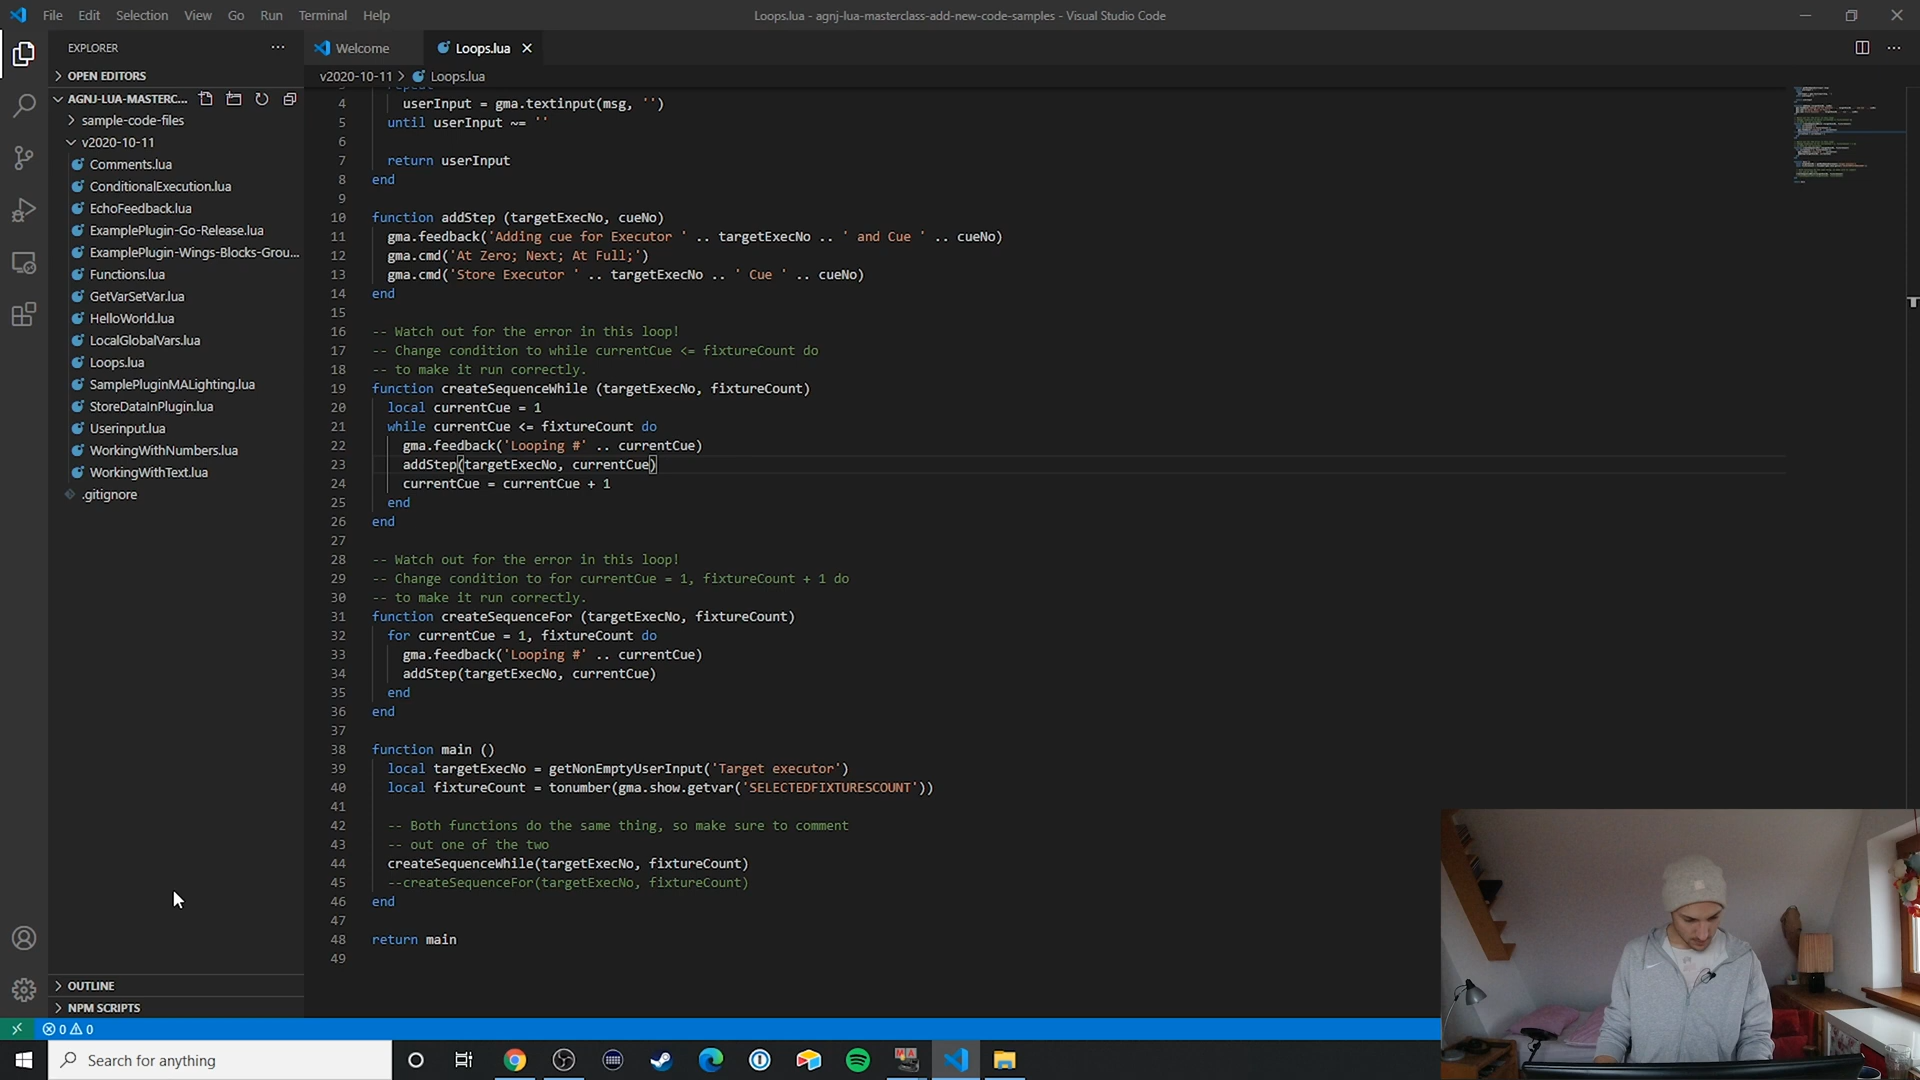 File Edit Selection View Go Run Terminal Help
Loops.lua - agnj-lua-masterclass-add-new-code-samples - Visual Studio Code
EXPLORER
Welcome
Loops.lua
OPEN EDITORS
v2020-10-11 > Loops.lua
AGNJ-LUA-MASTERC...
sample-code-files
v2020-10-11
Comments.lua
ConditionalExecution.lua
EchoFeedback.lua
ExamplePlugin-Go-Release.lua
ExamplePlugin-Wings-Blocks-Grou...
Functions.lua
GetVarSetVar.lua
HelloWorld.lua
LocalGlobalVars.lua
Loops.lua
SamplePluginMALighting.lua
StoreDataInPlugin.lua
Userinput.lua
WorkingWithNumbers.lua
WorkingWithText.lua
.gitignore
OUTLINE
NPM SCRIPTS
repeat
4 userInput = gma.textinput(msg, '')
5 until userInput ~= ''
6
7 return userInput
8 end
9
10 function addStep (targetExecNo, cueNo)
11 gma.feedback('Adding cue for Executor ' .. targetExecNo .. ' and Cue ' .. cueNo)
12 gma.cmd('At Zero; Next; At Full;')
13 gma.cmd('Store Executor ' .. targetExecNo .. ' Cue ' .. cueNo)
14 end
15
16 -- Watch out for the error in this loop!
17 -- Change condition to while currentCue <= fixtureCount do
18 -- to make it run correctly.
19 function createSequenceWhile (targetExecNo, fixtureCount)
20 local currentCue = 1
21 while currentCue <= fixtureCount do
22 gma.feedback('Looping #' .. currentCue)
23 addStep(targetExecNo, currentCue)
24 currentCue = currentCue + 1
25 end
26 end
27
28 -- Watch out for the error in this loop!
29 -- Change condition to for currentCue = 1, fixtureCount + 1 do
30 -- to make it run correctly.
31 function createSequenceFor (targetExecNo, fixtureCount)
32 for currentCue = 1, fixtureCount do
33 gma.feedback('Looping #' .. currentCue)
34 addStep(targetExecNo, currentCue)
35 end
36 end
37
38 function main ()
39 local targetExecNo = getNonEmptyUserInput('Target executor')
40 local fixtureCount = tonumber(gma.show.getvar('SELECTEDFIXTURESCOUNT'))
41
42 -- Both functions do the same thing, so make sure to comment
43 -- out one of the two
44 createSequenceWhile(targetExecNo, fixtureCount)
45 --createSequenceFor(targetExecNo, fixtureCount)
46 end
47
48 return main
49
0 0
Search for anything